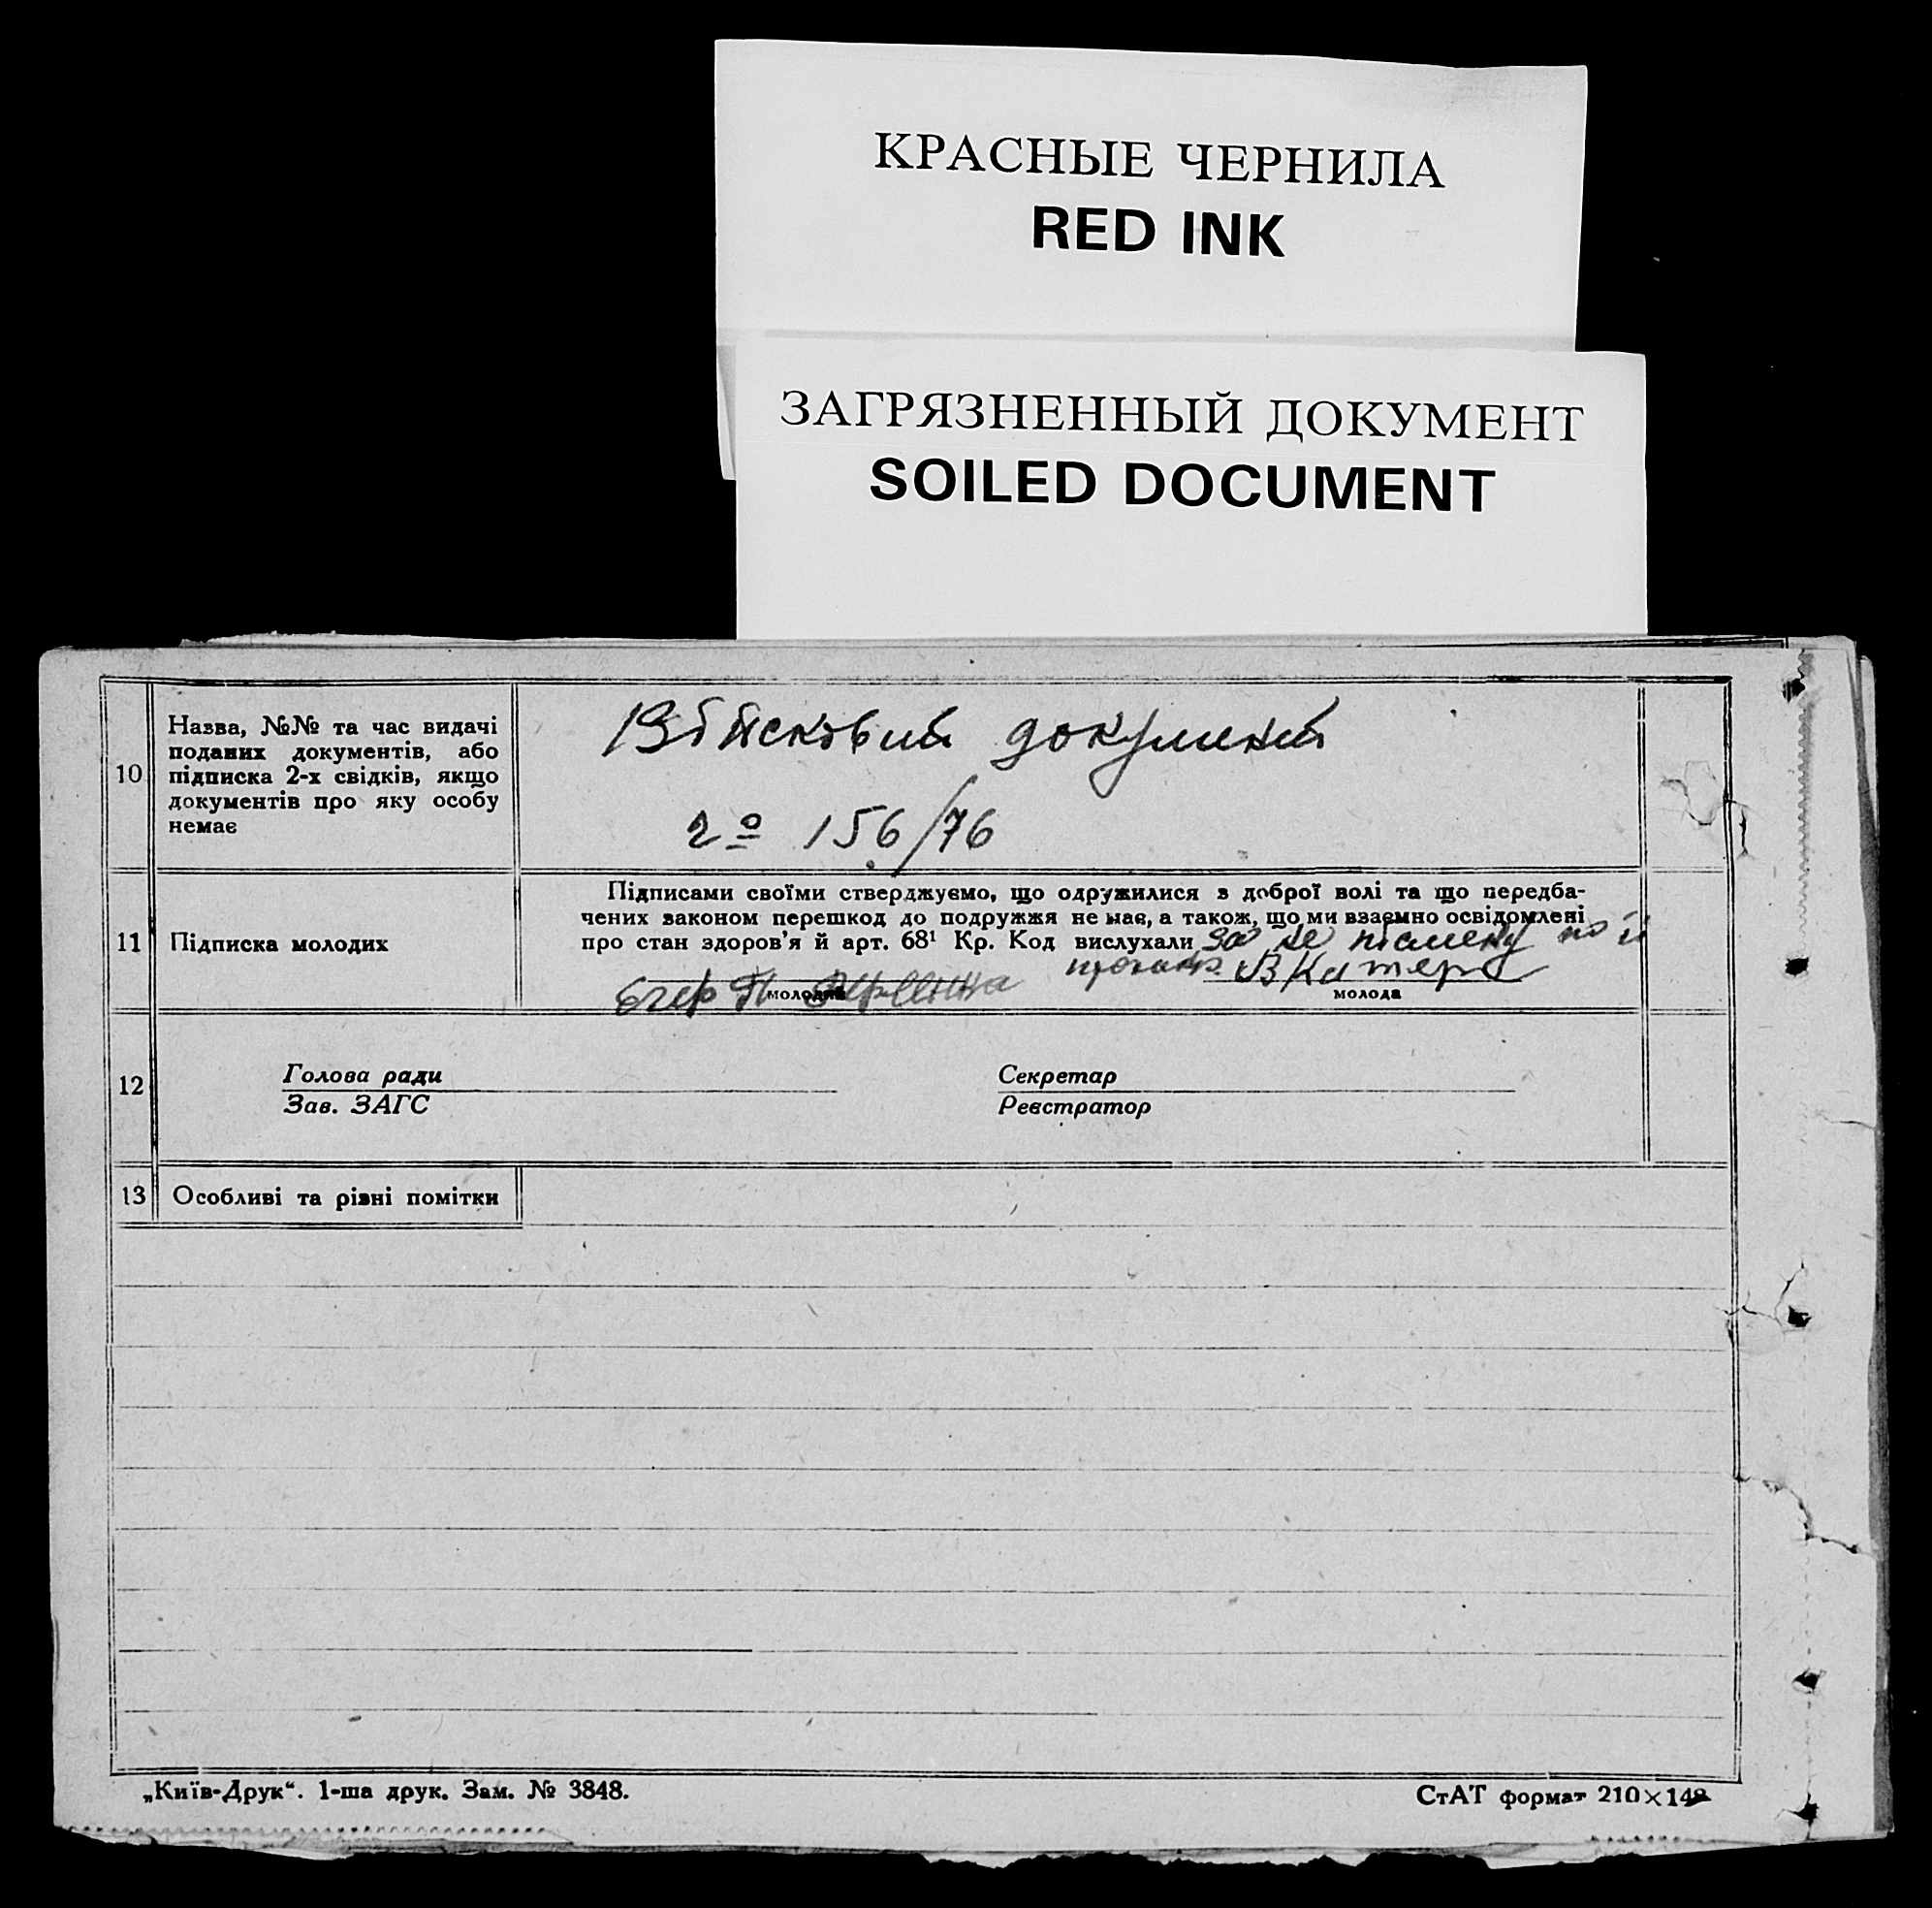 КРАСНЫЕ ЧЕРНИЛА
RED INK
ЗАГРЯЗНЕННЫЙ ДОКУМЕНТ
SOILED DOCUMENT
10
Назва, №№ та час видачі
поданих документів, або
підписка 2-х свідків, якщо
документів про яку особу
немає
Війсковий документ
156/76
11
Підписка молодих
Підписами своїми стверджуємо, що одружилися з доброї волі та що передба-
чених законом перешкод до подружжя не має, а також, що ми взаємно освідомлені
про стан здоров'я й арт. 68¹ Кр. Код вислухали за не
молодий
молода
12
Голова ради
Зав. ЗАГС
Секретар
Реєстратор
13
Особливі та різні помітки
„Київ-Друк“. 1-ша друк. Зам. № 3848.
СтАТ формат 210×148